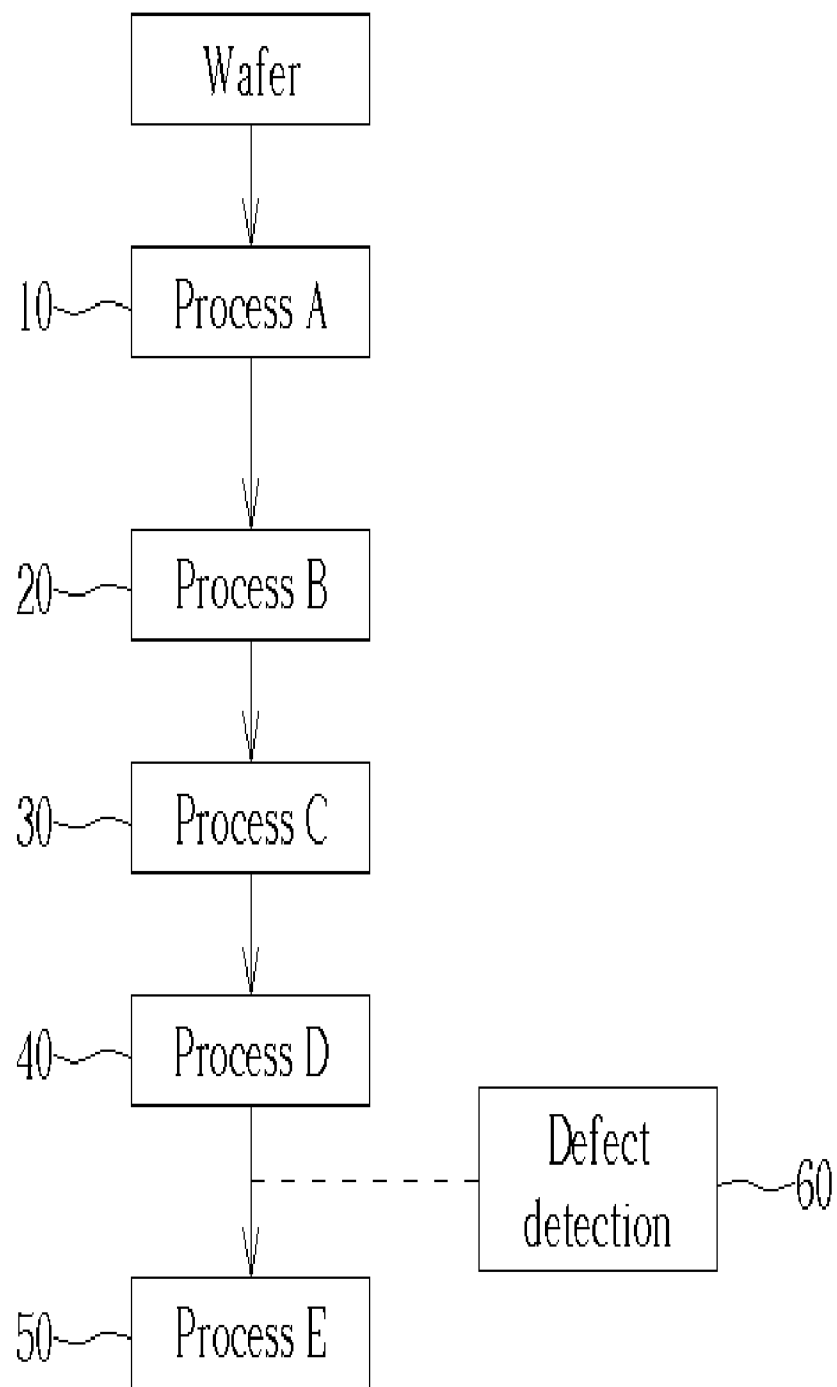 Wafer
10
Process A
20
Process B
30
Process C
40
Process D
Defect
detection
60
50
Process E